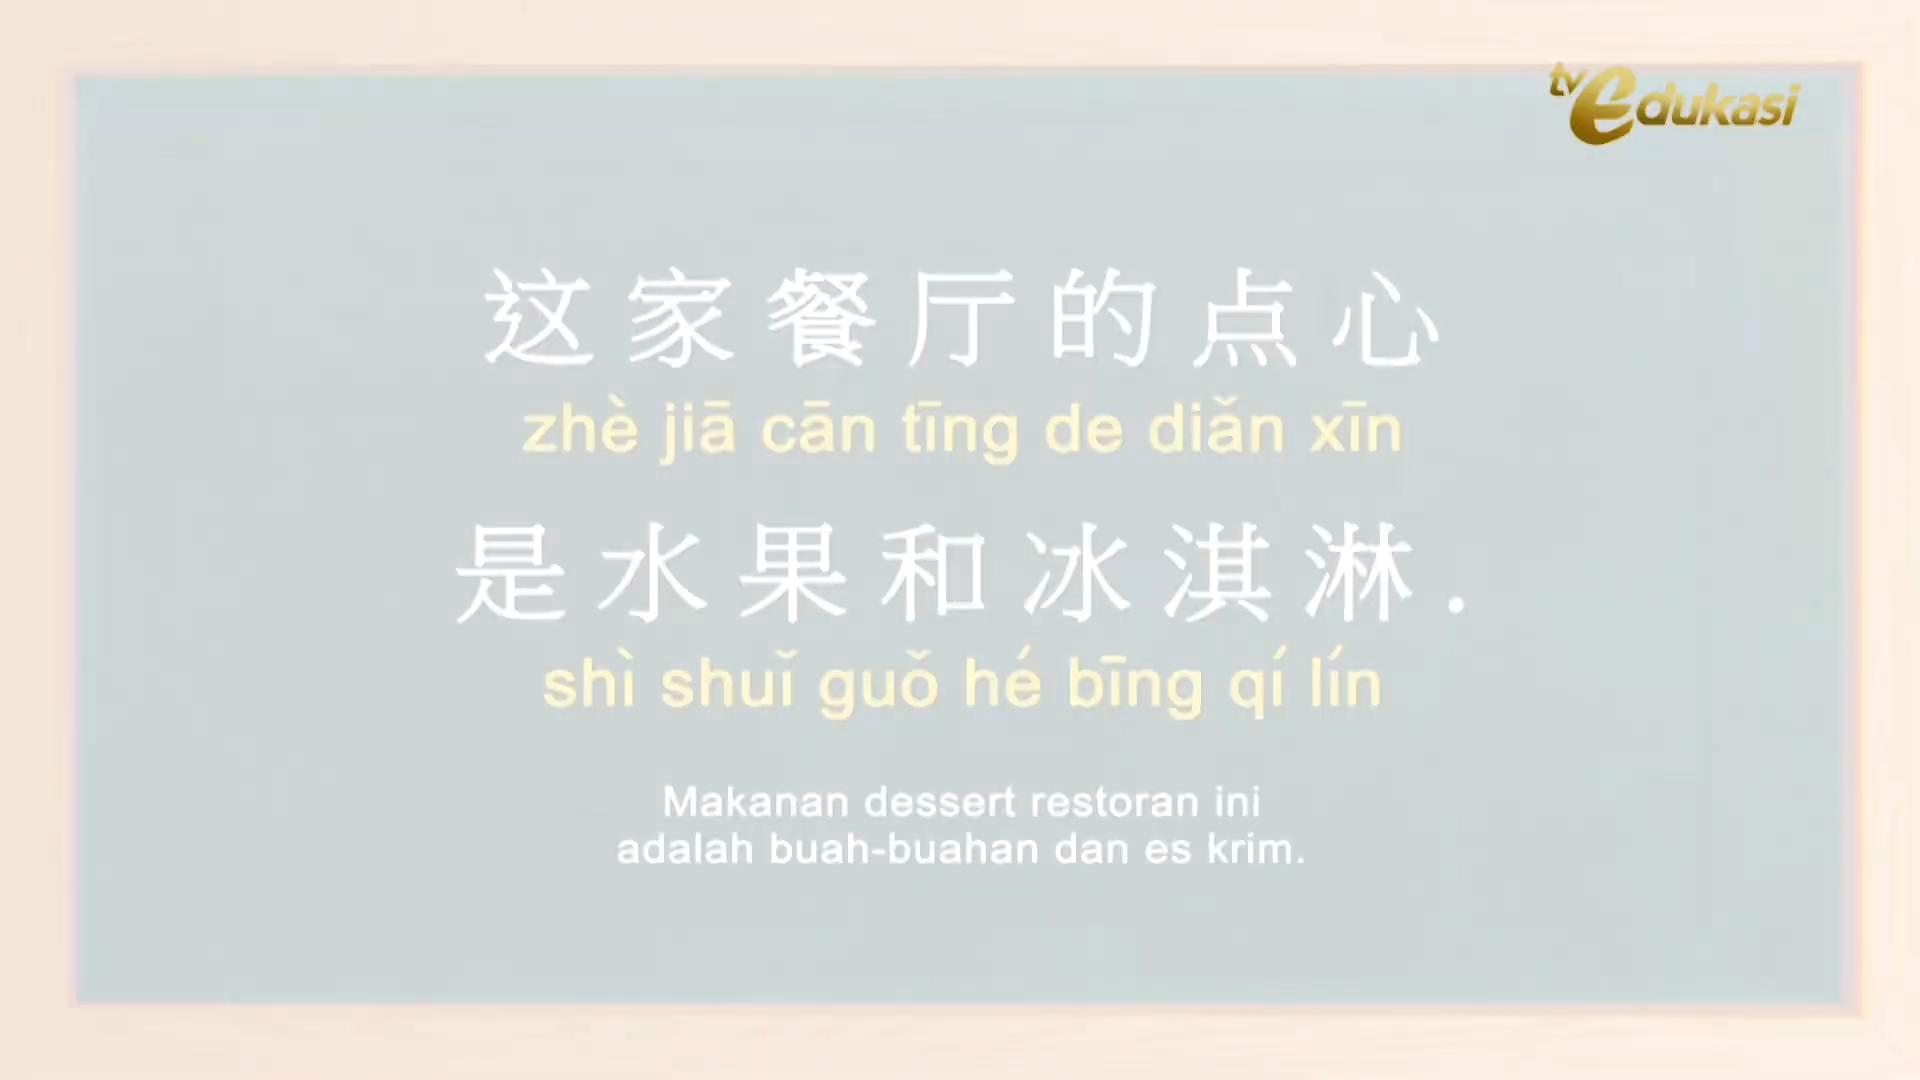 tv edukasi
这家餐厅的点心
zhè jiā cān tīng de diǎn xīn
是水果和冰淇淋.
shì shuǐ guǒ hé bīng qí lín
Makanan dessert restoran ini
adalah buah-buahan dan es krim.